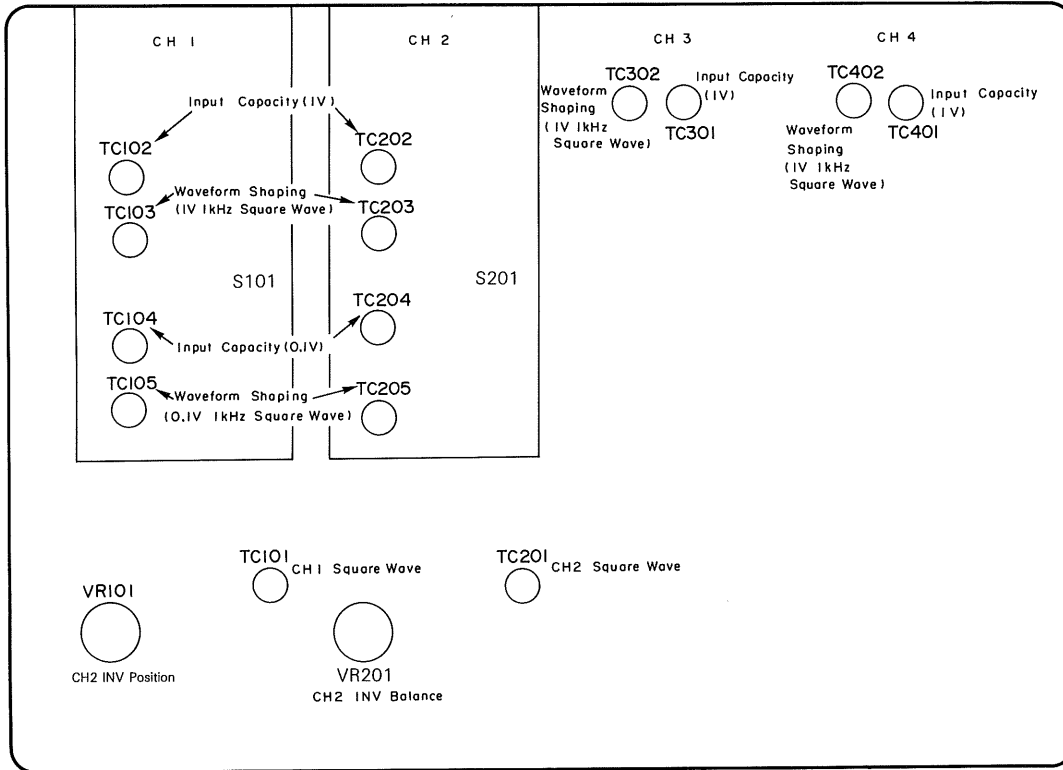 CH 1
CH 2
CH 3
CH 4
Input Capacity (1V)
TC102
TC202
Waveform Shaping
(1V 1kHz Square Wave)
TC103
TC203
S101
S201
TC104
TC204
Input Capacity (0.1V)
TC105
TC205
Waveform Shaping
(0.1V 1kHz Square Wave)
TC302
Waveform
Shaping
(1V 1kHz
Square Wave)
Input Capacity
(1V)
TC301
TC402
Waveform
Shaping
(1V 1kHz
Square Wave)
Input Capacity
(1V)
TC401
TC101
CH1 Square Wave
TC201
CH2 Square Wave
VR101
CH2 INV Position
VR201
CH2 INV Balance